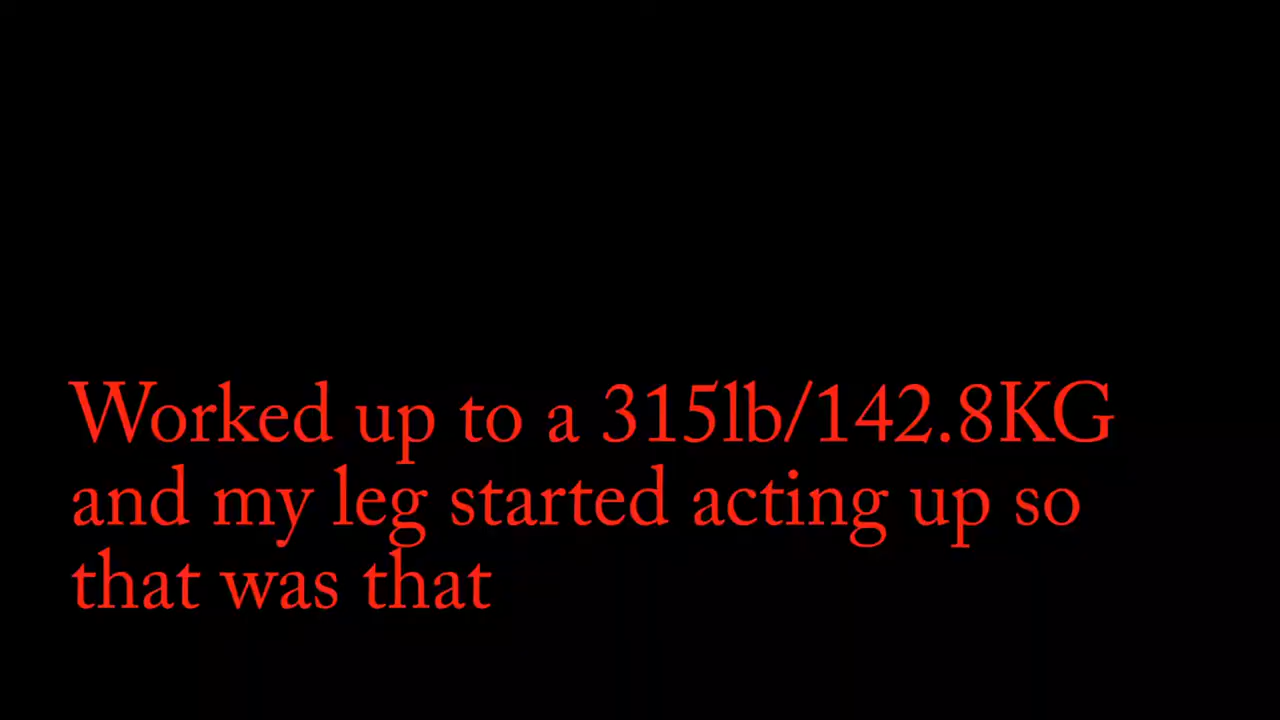 Worked up to a 315lb/142.8KG
and my leg started acting up so
that was that